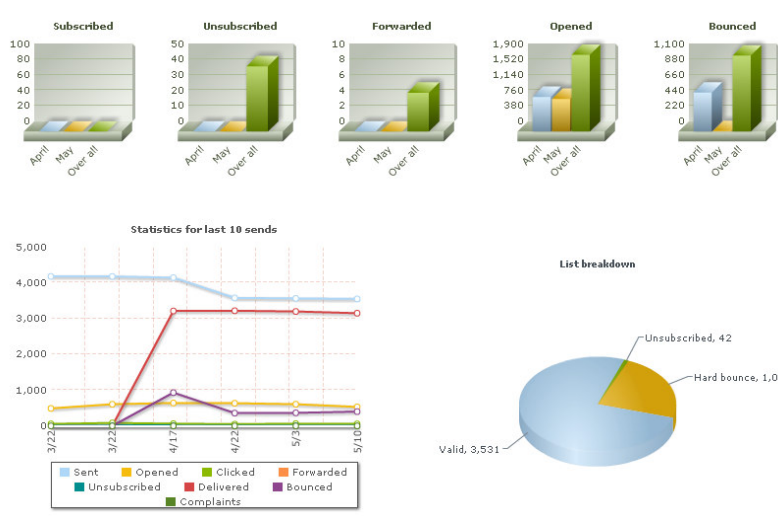 Subscribed
Unsubscribed
Forwarded
Opened
Bounced
100
80
60
40
20
0
April
May
Over all
50
40
30
20
10
0
April
May
Over all
10
8
6
4
2
0
April
May
Over all
1,900
1,520
1,140
760
380
0
April
May
Over all
1,100
880
660
440
220
0
April
May
Over all
Statistics for last 10 sends
5,000
4,000
3,000
2,000
1,000
0
3/22
3/22
4/17
4/22
5/3
5/10
Sent
Opened
Clicked
Forwarded
Unsubscribed
Delivered
Bounced
Complaints
List breakdown
Unsubscribed, 42
Hard bounce, 1,0
Valid, 3,531